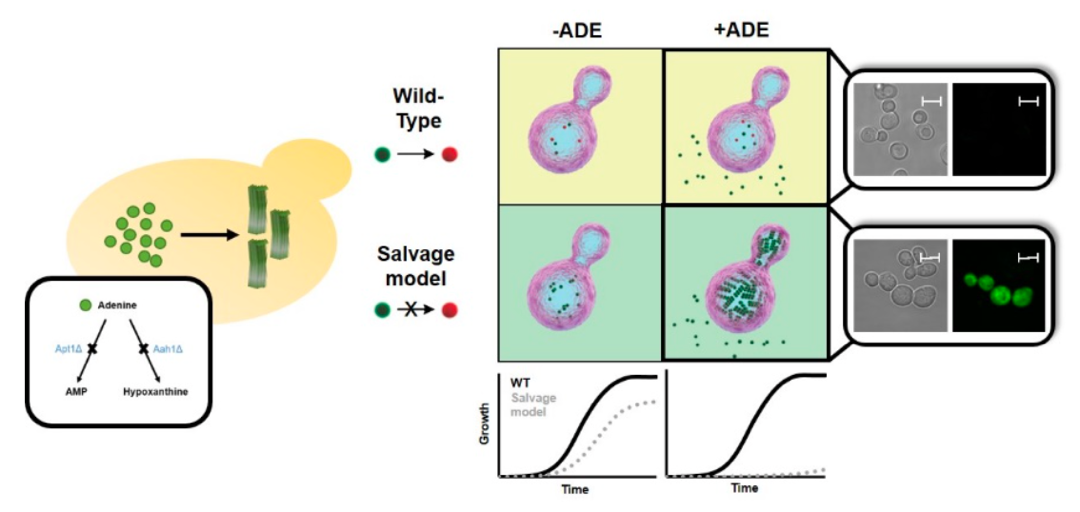 -ADE
+ADE
Wild-
Type
Salvage
model
Adenine
Apt1Δ
Aah1Δ
AMP
Hypoxanthine
WT
Salvage
model
Growth
Time
Time